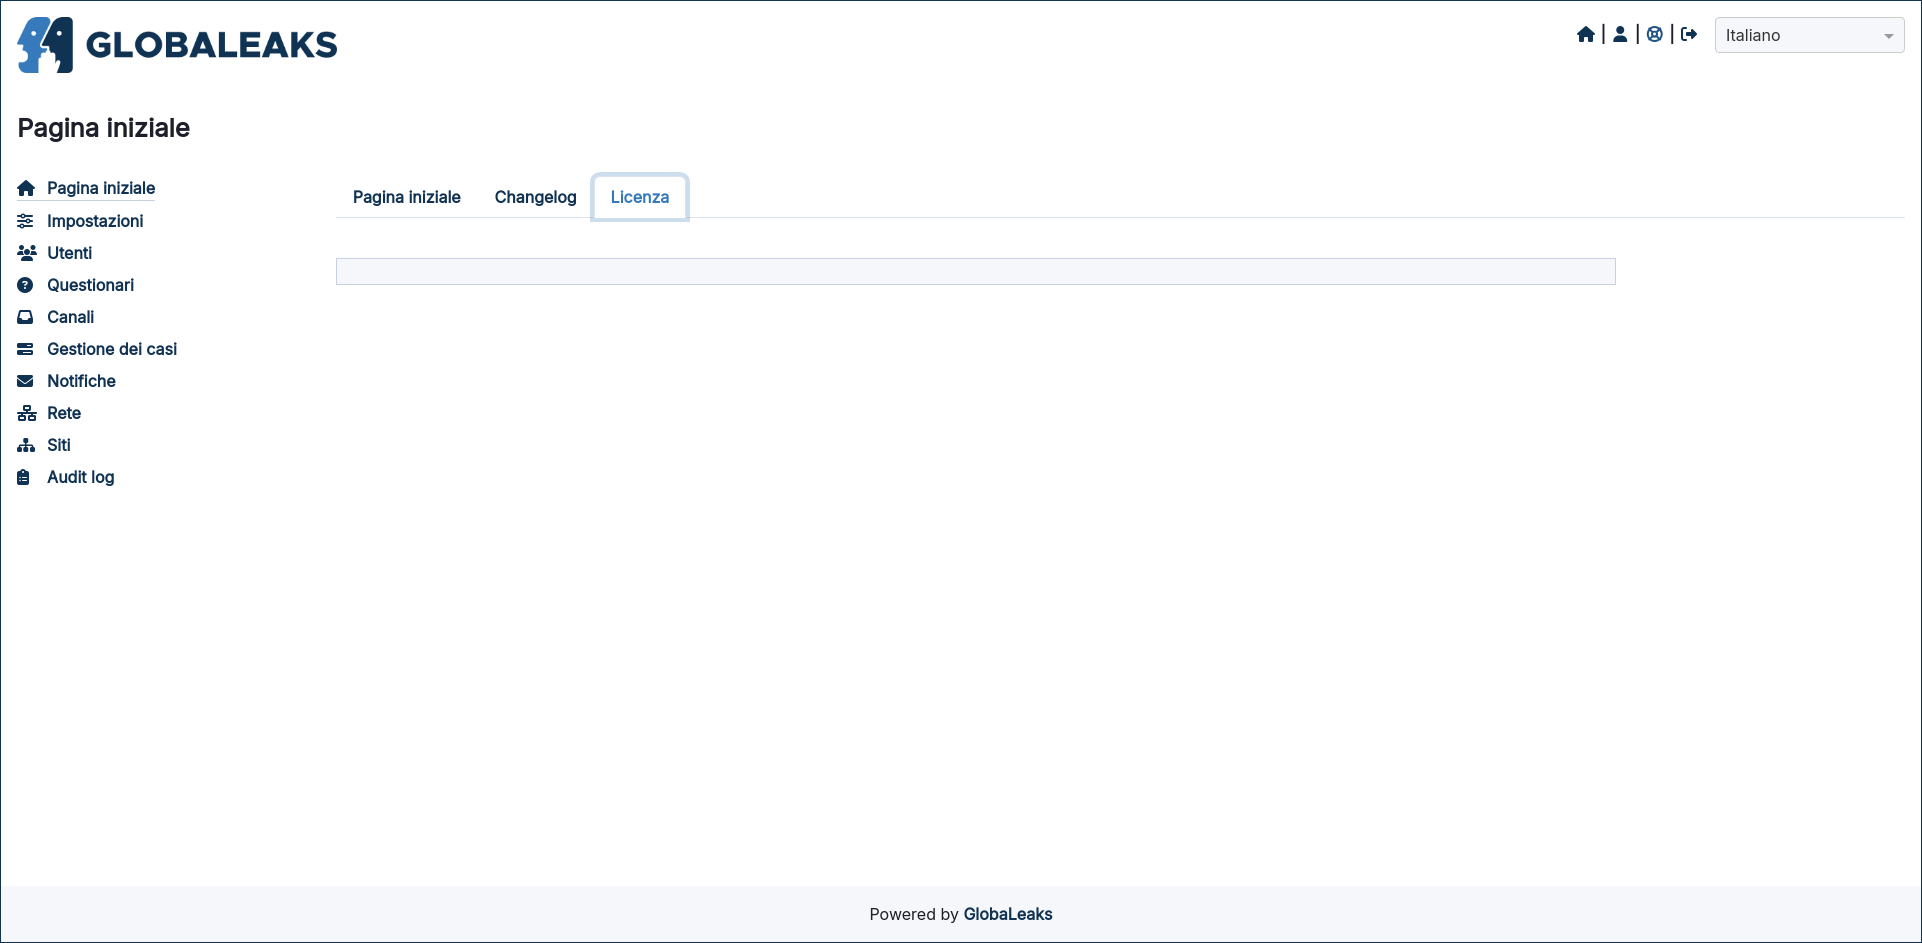 GLOBALEAKS
Italiano
Pagina iniziale
Pagina iniziale
Impostazioni
Utenti
Questionari
Canali
Gestione dei casi
Notifiche
Rete
Siti
Audit log
Pagina iniziale Changelog Licenza
Powered by GlobaLeaks